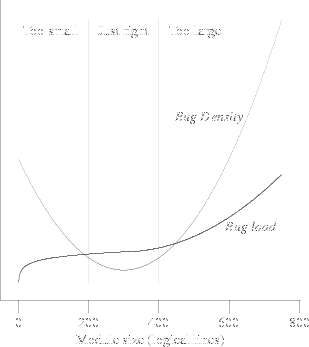 Too small Just right Too large
Bug Density
Bug load
0 200 400 600 800
Module size (logical lines)